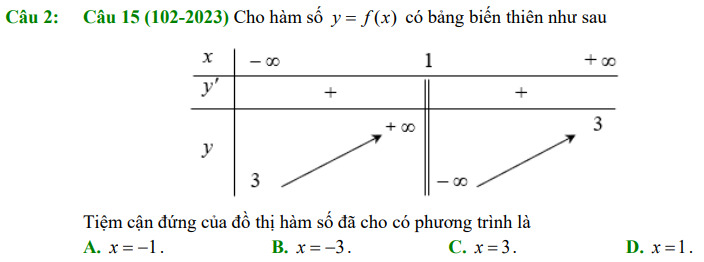 Câu 2: Câu 15 (102-2023) Cho hàm số y = f(x) có bảng biến thiên như sau
x −∞ 1 +∞
y′ + +
+∞ 3
y
3 −∞
Tiệm cận đứng của đồ thị hàm số đã cho có phương trình là
A. x = −1. B. x = −3. C. x = 3. D. x = 1.